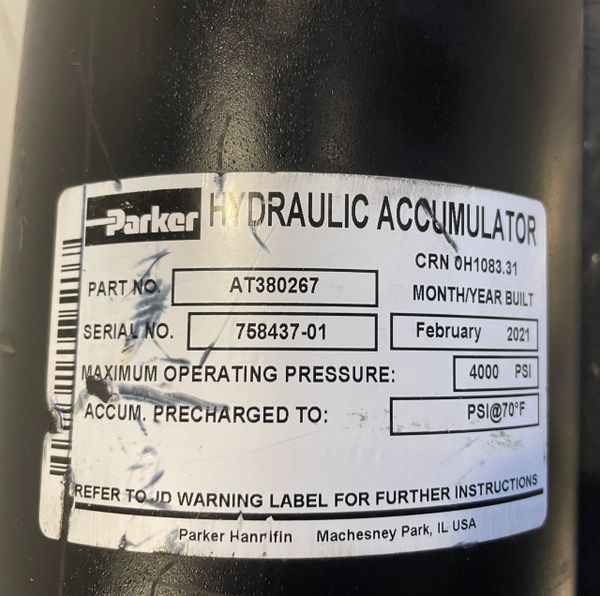 Parker HYDRAULIC ACCUMULATOR
CRN 0H1083.31
PART NO. AT380267
MONTH/YEAR BUILT
SERIAL NO. 758437-01 February 2021
MAXIMUM OPERATING PRESSURE: 4000 PSI
ACCUM. PRECHARGED TO: PSI@70°F
REFER TO JD WARNING LABEL FOR FURTHER INSTRUCTIONS
Parker Hannifin Machesney Park, IL USA